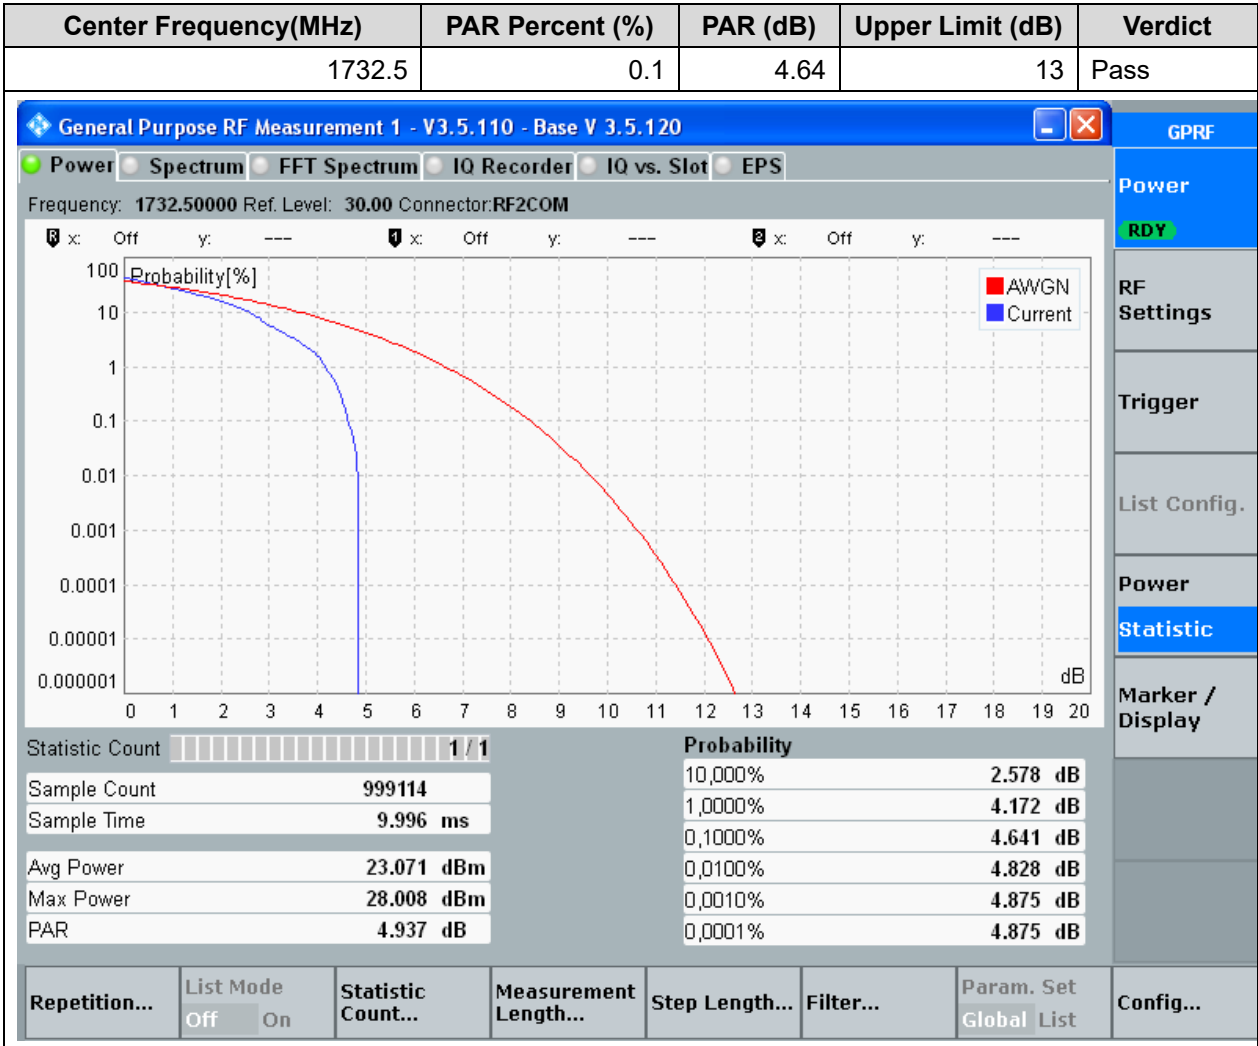 Center Frequency(MHz) PAR Percent (%) PAR (dB) Upper Limit (dB) Verdict
1732.5 0.1 4.64 13 Pass
General Purpose RF Measurement 1 - V3.5.110 - Base V 3.5.120
GPRF
Power Spectrum FFT Spectrum IQ Recorder IQ vs. Slot EPS
Frequency: 1732.50000 Ref. Level: 30.00 Connector:RF2COM
R x: Off y: --- 1 x: Off y: --- 2 x: Off y: ---
Probability[%]
AWGN
Current
100
10
1
0.1
0.01
0.001
0.0001
0.00001
0.000001
dB
0 1 2 3 4 5 6 7 8 9 10 11 12 13 14 15 16 17 18 19 20
Statistic Count 1 / 1
Sample Count 999114
Sample Time 9.996 ms
Avg Power 23.071 dBm
Max Power 28.008 dBm
PAR 4.937 dB
Probability
10,000% 2.578 dB
1,0000% 4.172 dB
0,1000% 4.641 dB
0,0100% 4.828 dB
0,0010% 4.875 dB
0,0001% 4.875 dB
Power
RDY
RF
Settings
Trigger
List Config.
Power
Statistic
Marker /
Display
Repetition...
List Mode
Off On
Statistic
Count...
Measurement
Length...
Step Length...
Filter...
Param. Set
Global List
Config...